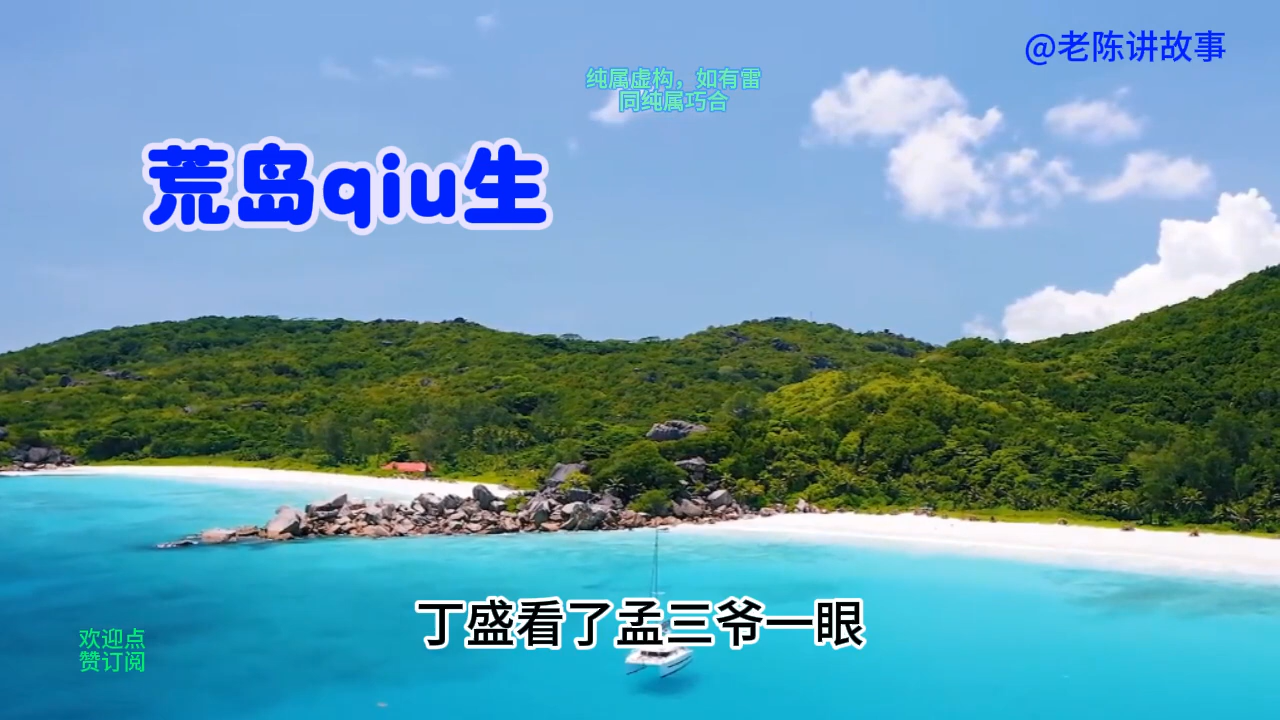 @老陈讲故事
纯属虚构，如有雷
同纯属巧合
荒岛qiu生
丁盛看了孟三爷一眼
欢迎点
赞订阅